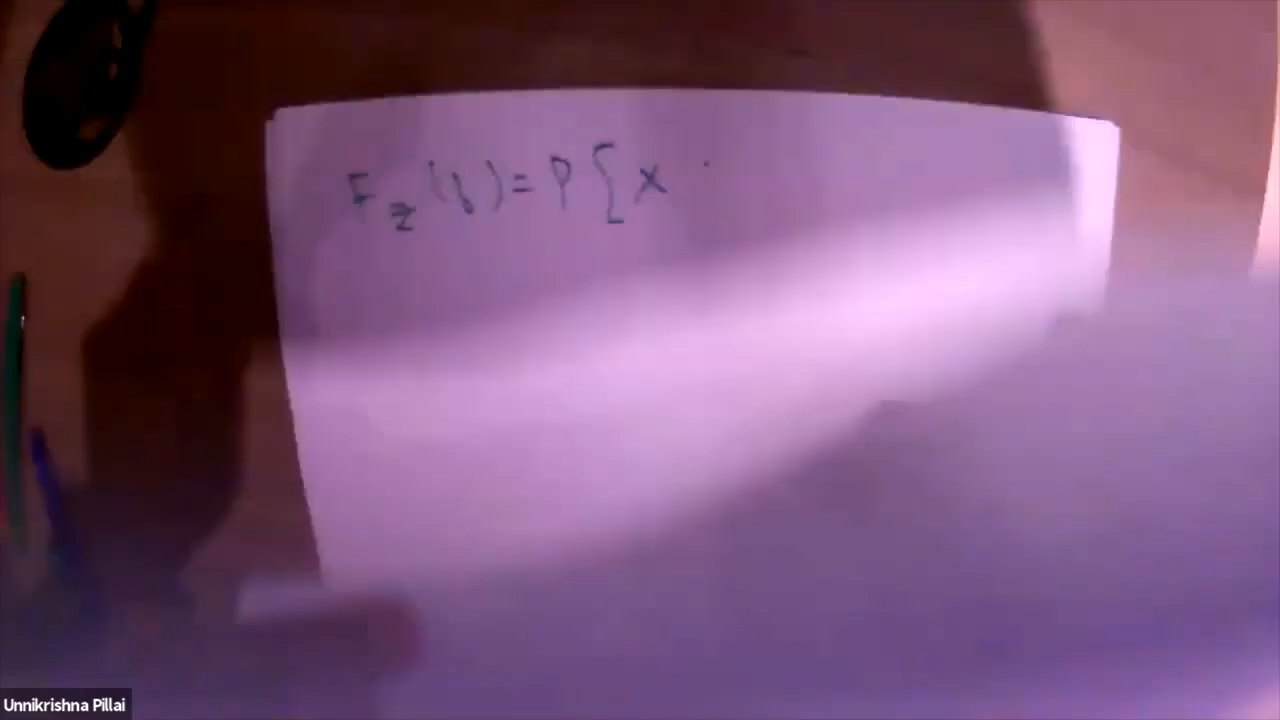 F_z(z) = P{X
Unnikrishna Pillai